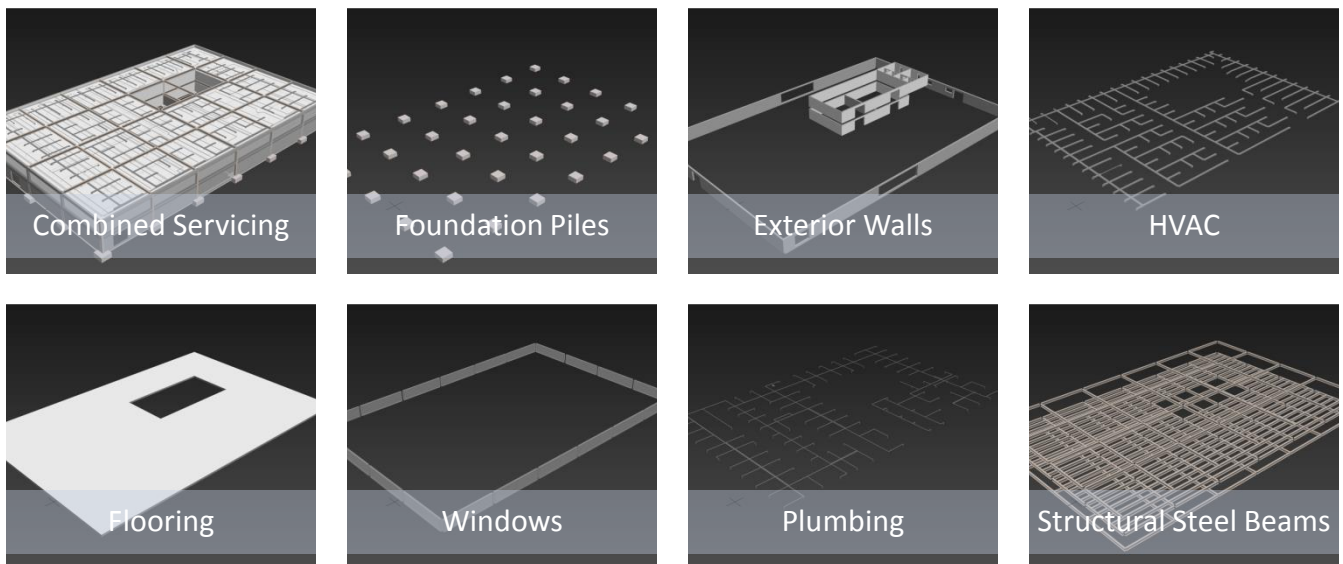 Combined Servicing
Foundation Piles
Exterior Walls
HVAC
Flooring
Windows
Plumbing
Structural Steel Beams